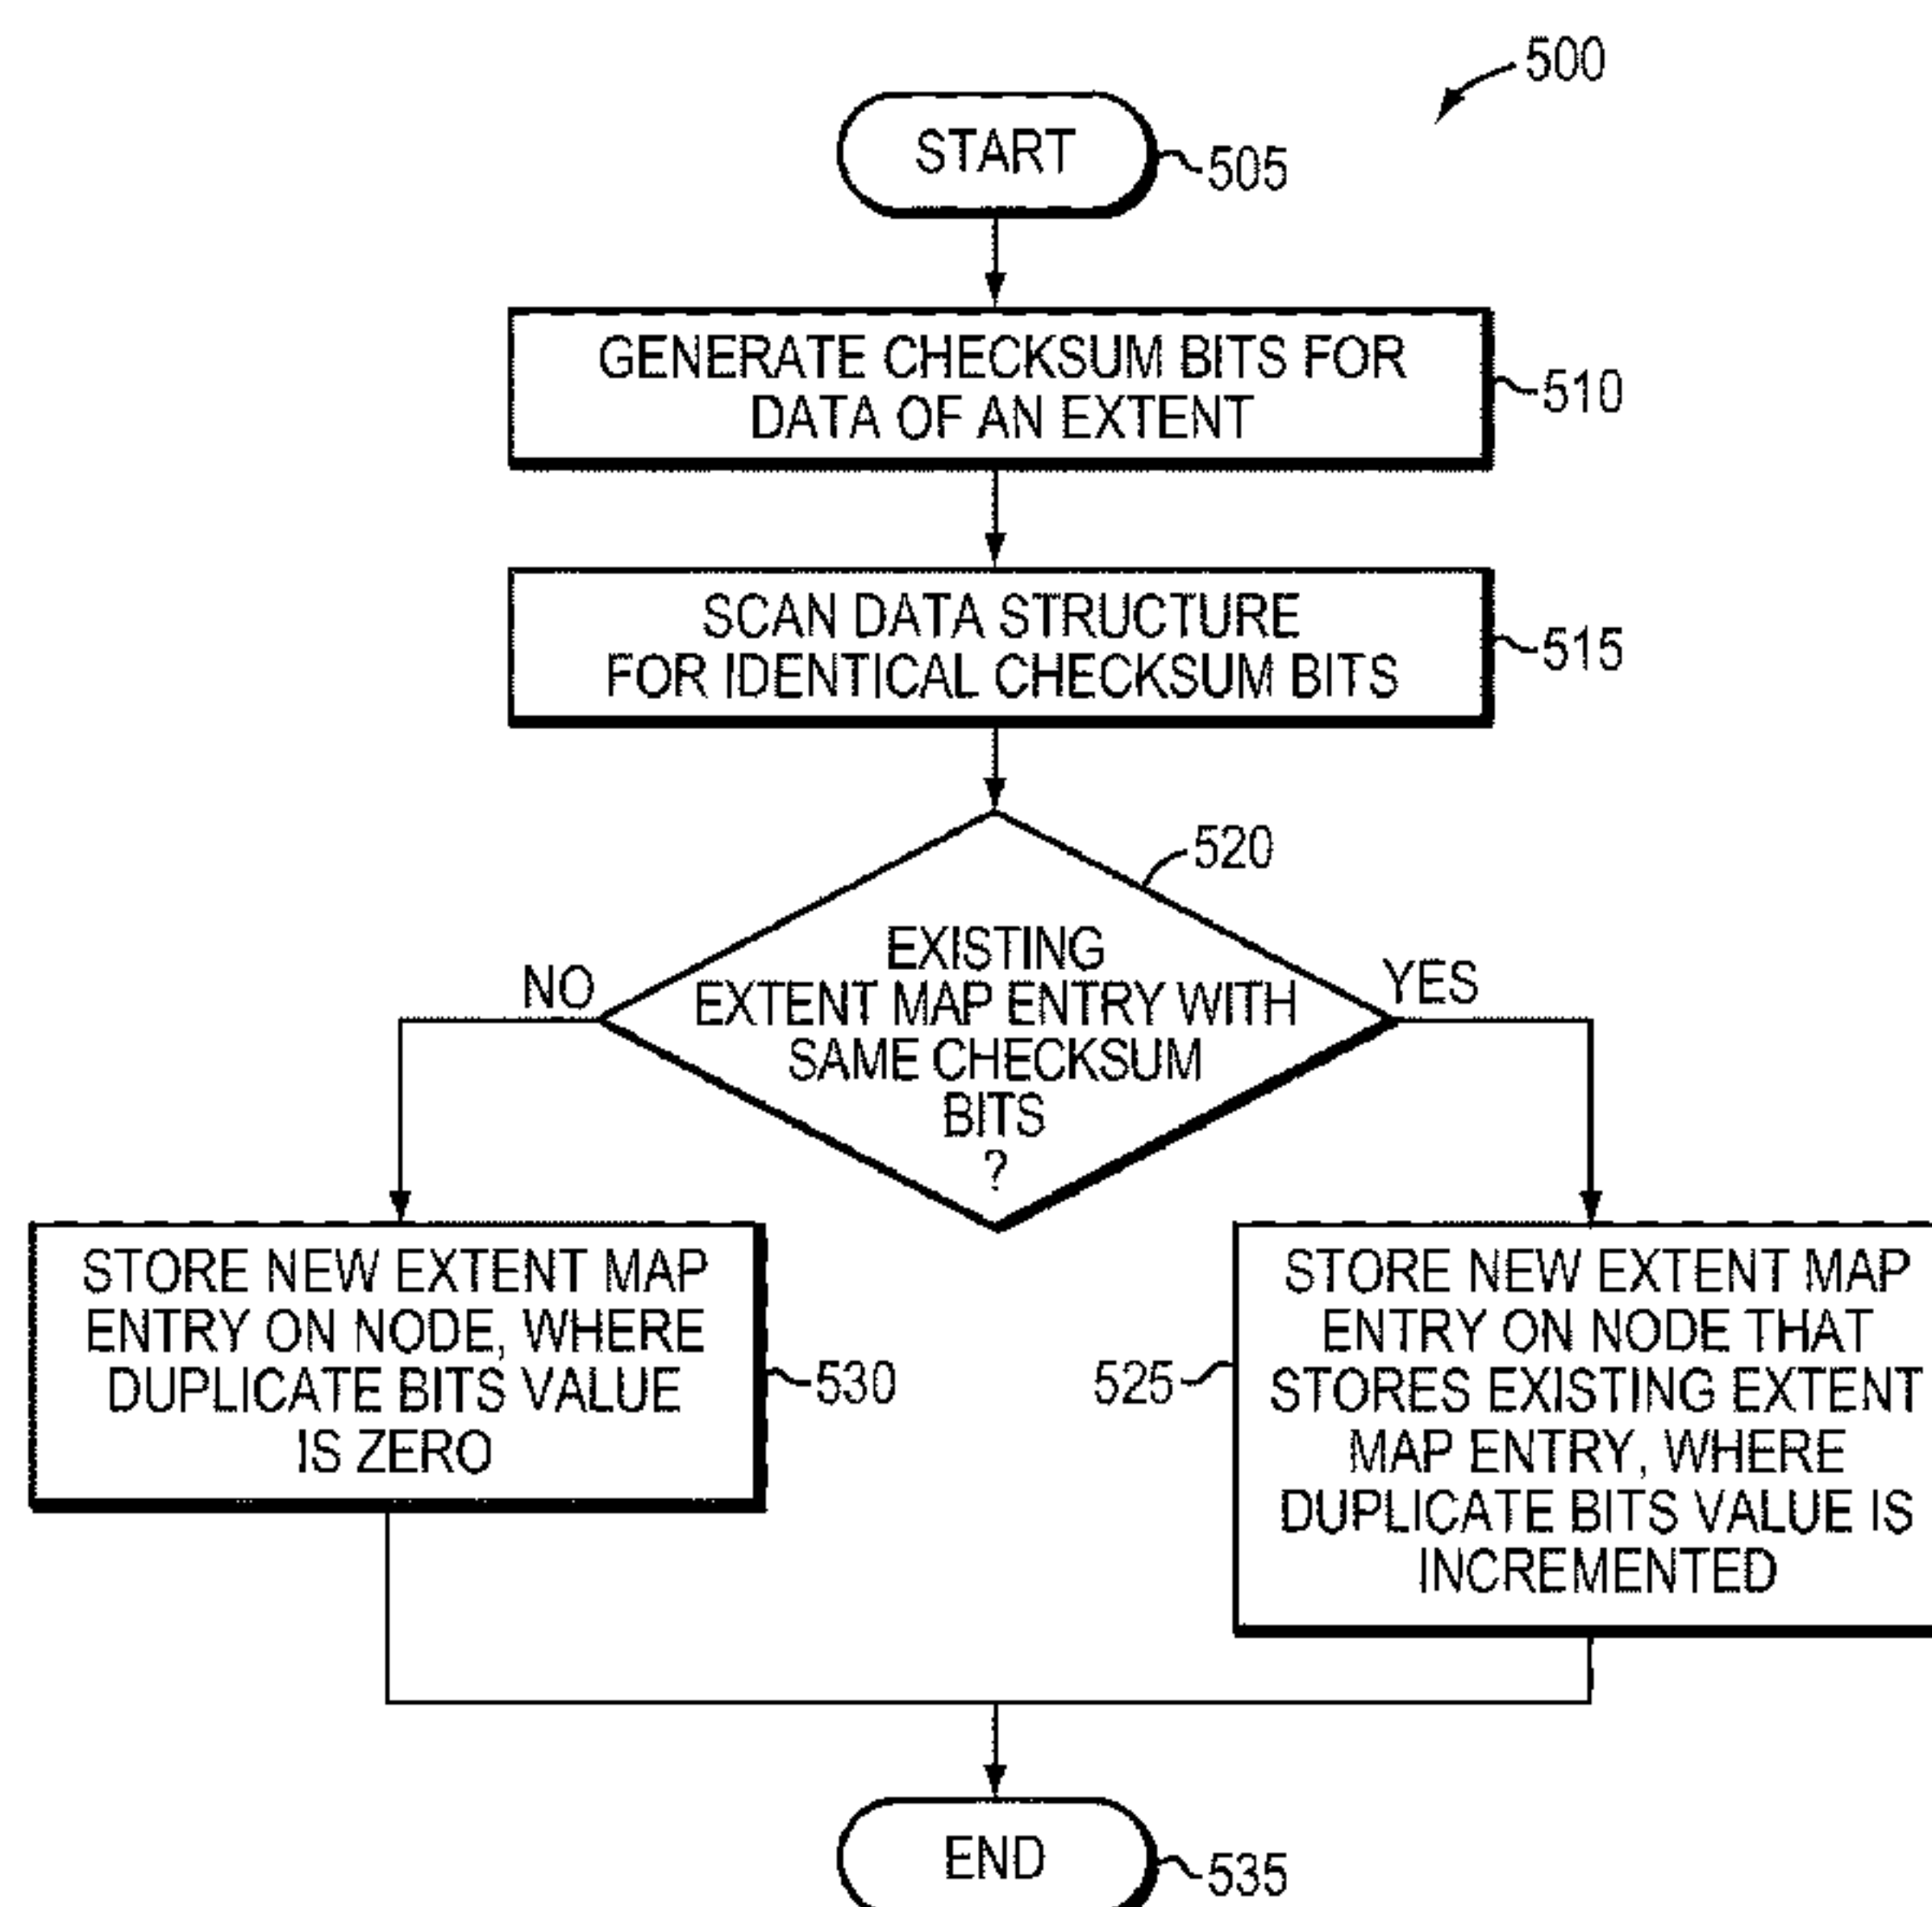 500
START
505
GENERATE CHECKSUM BITS FOR
DATA OF AN EXTENT
510
SCAN DATA STRUCTURE
FOR IDENTICAL CHECKSUM BITS
515
520
EXISTING
EXTENT MAP ENTRY WITH
SAME CHECKSUM
BITS
?
NO
YES
STORE NEW EXTENT MAP
ENTRY ON NODE, WHERE
DUPLICATE BITS VALUE
IS ZERO
530
525
STORE NEW EXTENT MAP
ENTRY ON NODE THAT
STORES EXISTING EXTENT
MAP ENTRY, WHERE
DUPLICATE BITS VALUE IS
INCREMENTED
END
535